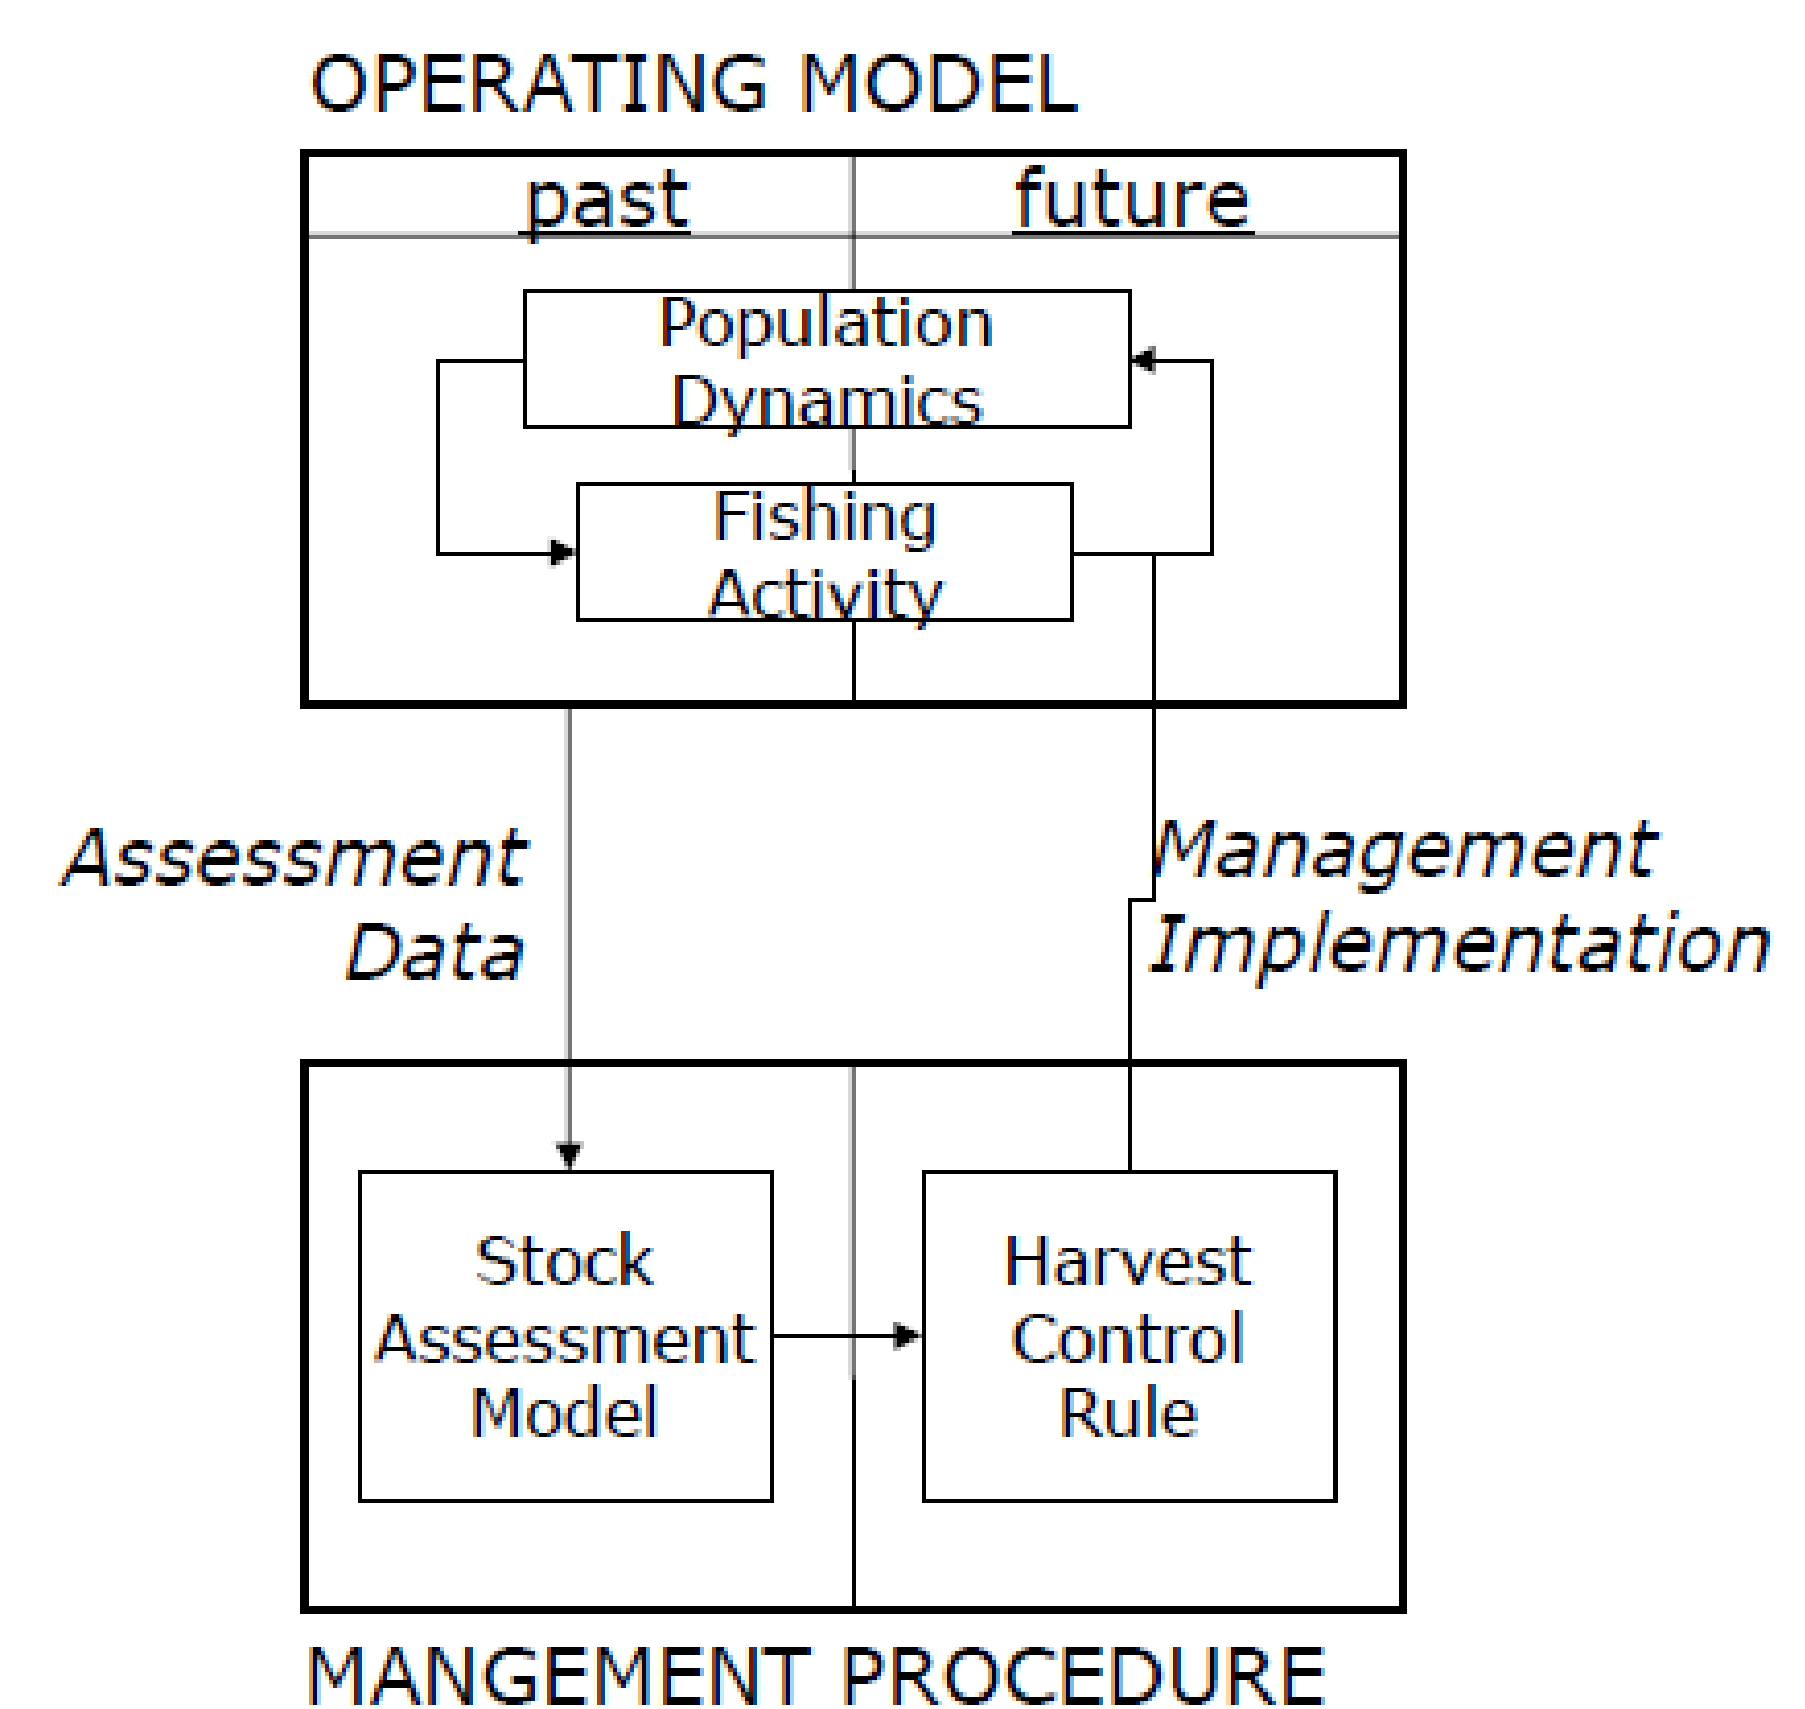 OPERATING MODEL
past
future
Population
Dynamics
Fishing
Activity
Assessment
Data
Management
Implementation
Stock
Assessment
Model
Harvest
Control
Rule
MANGEMENT PROCEDURE